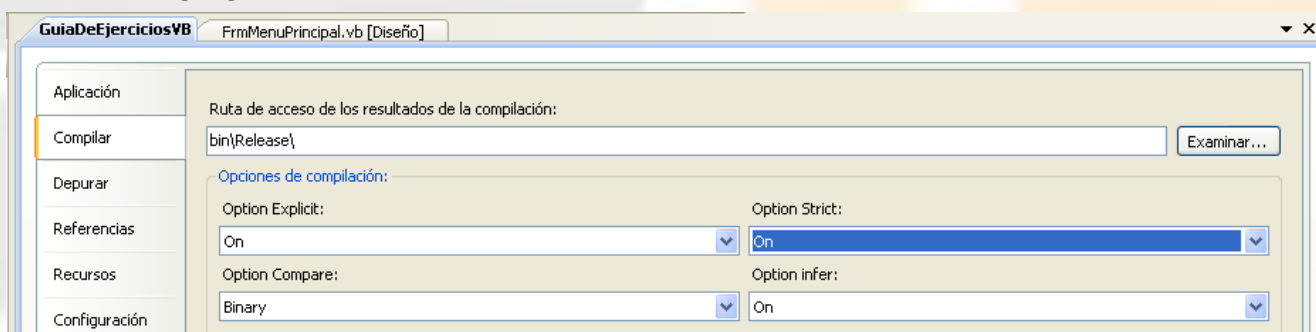 GuiaDeEjerciciosVB FrmMenuPrincipal.vb [Diseño]
Aplicación
Compilar
Depurar
Referencias
Recursos
Configuración
Ruta de acceso de los resultados de la compilación:
bin\Release\ Examinar...
Opciones de compilación:
Option Explicit: Option Strict:
On On
Option Compare: Option infer:
Binary On